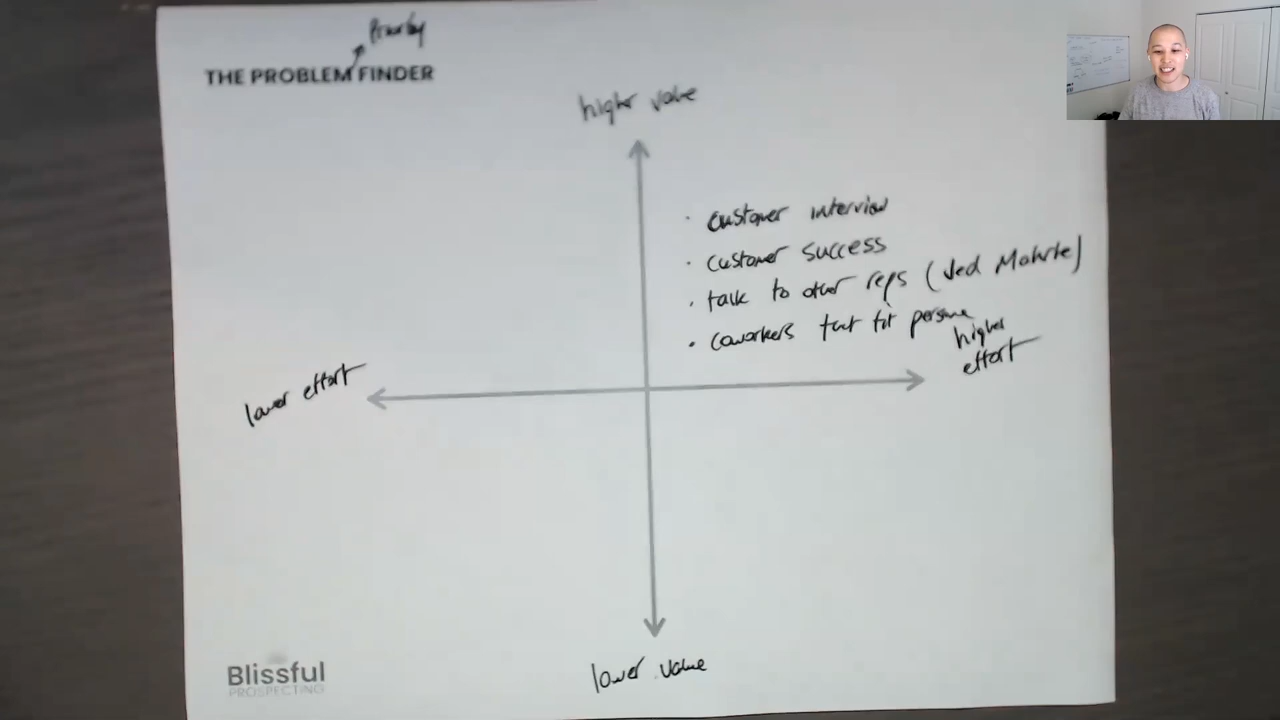 Priority
THE PROBLEM FINDER
higher value
· customer interview
· customer success
· talk to other reps (Jed Mahrle)
· coworkers that fit persona
higher
effort
lower effort
lower value
Blissful
PROSPECTING